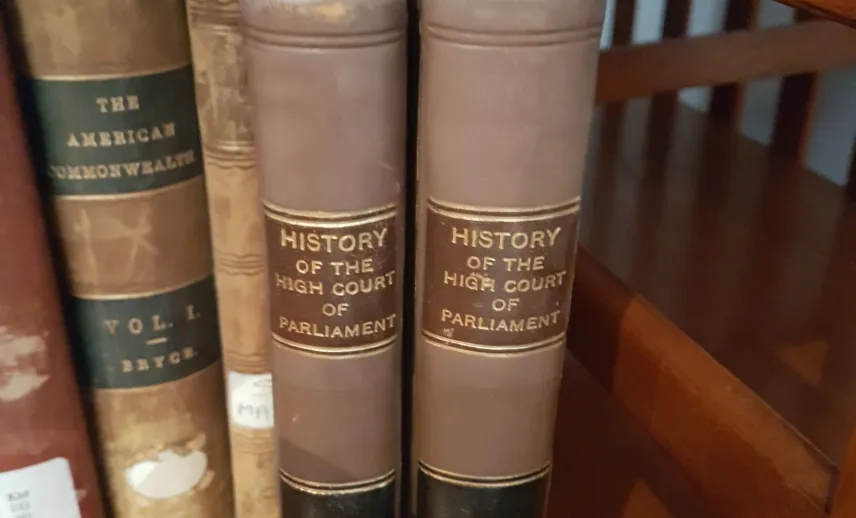 THE
AMERICAN
COMMONWEALTH
VOL. I.
BRYCE.
MA
HISTORY
OF THE
HIGH COURT
OF
PARLIAMENT
HISTORY
OF THE
HIGH COURT
OF
PARLIAMENT